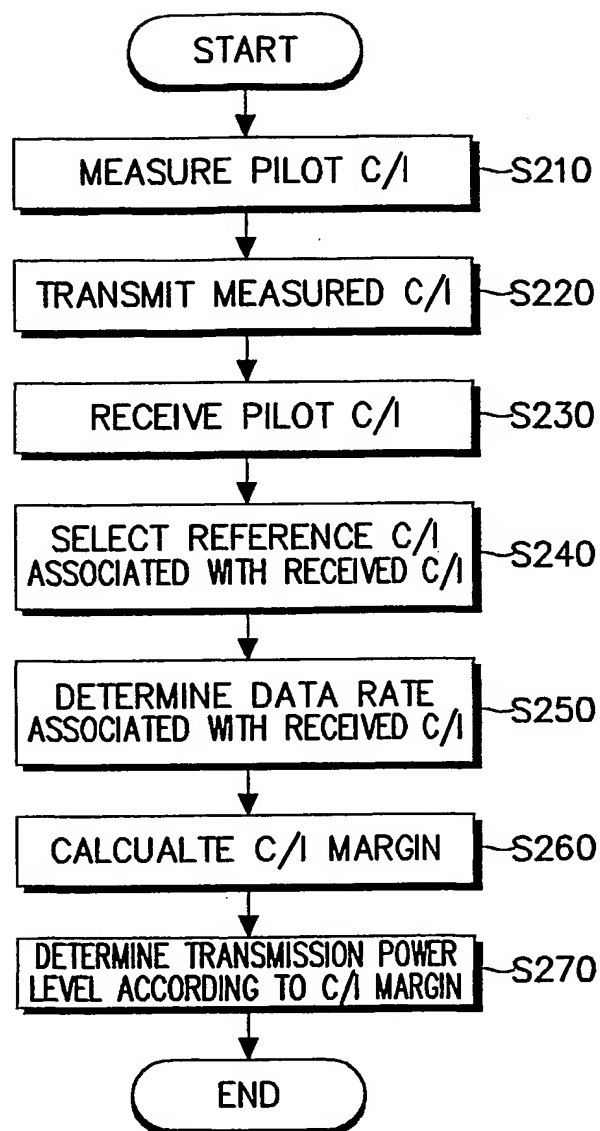 START
MEASURE PILOT C/I
S210
TRANSMIT MEASURED C/I
S220
RECEIVE PILOT C/I
S230
SELECT REFERENCE C/I
ASSOCIATED WITH RECEIVED C/I
S240
DETERMINE DATA RATE
ASSOCIATED WITH RECEIVED C/I
S250
CALCUALTE C/I MARGIN
S260
DETERMINE TRANSMISSION POWER
LEVEL ACCORDING TO C/I MARGIN
S270
END